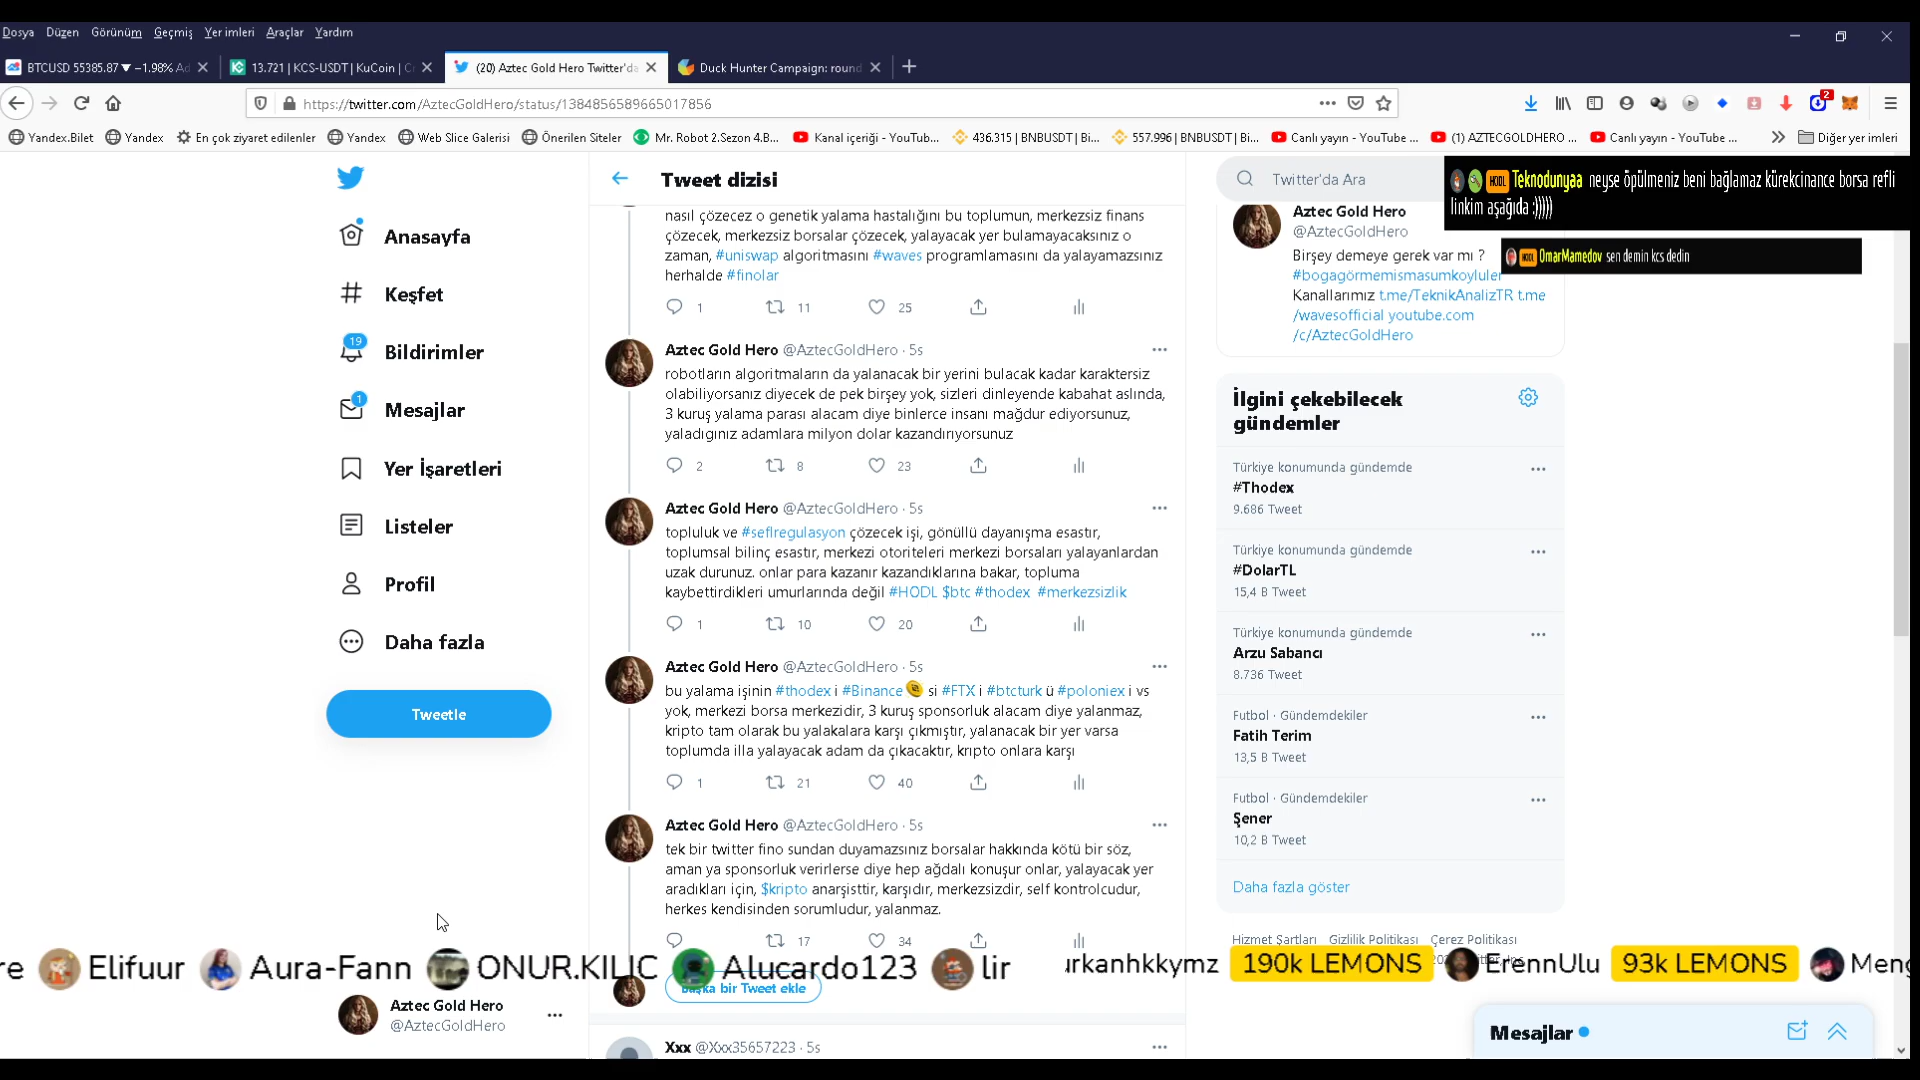 Dosya Düzen Görünüm Geçmiş Yer imleri Araçlar Yardım
BTCUSD 55385.87 ▼ −1.98% Ad
13.721 | KCS-USDT | KuCoin | Cr
(20) Aztec Gold Hero Twitter'da
Duck Hunter Campaign: round
https://twitter.com/AztecGoldHero/status/1384856589665017856
2
Yandex.Bilet Yandex En çok ziyaret edilenler Yandex Web Slice Galerisi Önerilen Siteler Mr. Robot 2.Sezon 4.B... Kanal içeriği - YouTu... 436.315 | BNBUSDT | Bi... 557.996 | BNBUSDT | Bi... Canlı yayın - YouTube ... (1) AZTECGOLDHERO ... Canlı yayın - YouTube ... Diğer yer imleri
Anasayfa
Keşfet
19
Bildirimler
1
Mesajlar
Yer İşaretleri
Listeler
Profil
Daha fazla
Tweetle
Aztec Gold Hero
@AztecGoldHero
Tweet dizisi
nasıl çözecez o genetik yalama hastalığını bu toplumun, merkezsiz finans
çözecek, merkezsiz borsalar çözecek, yalayacak yer bulamayacaksınız o
zaman, #uniswap algoritmasını #waves programlamasını da yalayamazsınız
herhalde #finolar
1 11 25
Aztec Gold Hero @AztecGoldHero · 5s
robotların algoritmaların da yalanacak bir yerini bulacak kadar karaktersiz
olabiliyorsanız diyecek de pek birşey yok, sizleri dinleyende kabahat aslında,
3 kuruş yalama parası alacam diye binlerce insanı mağdur ediyorsunuz,
yaladıgınız adamlara milyon dolar kazandırıyorsunuz
2 8 23
Aztec Gold Hero @AztecGoldHero · 5s
topluluk ve #seflregulasyon çözecek işi, gönüllü dayanışma esastır,
toplumsal bilinç esastır, merkezi otoriteleri merkezi borsaları yalayanlardan
uzak durunuz. onlar para kazanır kazandıklarına bakar, topluma
kaybettirdikleri umurlarında değil #HODL $btc #thodex #merkezsizlik
1 10 20
Aztec Gold Hero @AztecGoldHero · 5s
bu yalama işinin #thodex i #Binance si #FTX i #btcturk ü #poloniex i vs
yok, merkezi borsa merkezidir, 3 kuruş sponsorluk alacam diye yalanmaz,
kripto tam olarak bu yalakalara karşı çıkmıştır, yalanacak bir yer varsa
toplumda illa yalayacak adam da çıkacaktır, kripto onlara karşı
1 21 40
Aztec Gold Hero @AztecGoldHero · 5s
tek bir twitter fino sundan duyamazsınız borsalar hakkında kötü bir söz,
aman ya sponsorluk verirlerse diye hep ağdalı konuşur onlar, yalayacak yer
aradıkları için, $kripto anarşisttir, karşıdır, merkezsizdir, self kontrolcudur,
herkes kendisinden sorumludur, yalanmaz.
17 34
Başka bir Tweet ekle
Xxx @Xxx35657223 · 5s
Twitter'da Ara
Aztec Gold Hero
@AztecGoldHero
Birşey demeye gerek var mı ?
#bogagörmemismasumkoyluler
Kanallarımız t.me/TeknikAnalizTR t.me
/wavesofficial youtube.com
/c/AztecGoldHero
HODL Teknodunyaa neyse öpülmeniz beni bağlamaz kürekcinance borsa refli
linkim aşağıda :)))))
HODL OmarMamedov sen demin kcs dedin
İlgini çekebilecek
gündemler
Türkiye konumunda gündemde
#Thodex
9.686 Tweet
Türkiye konumunda gündemde
#DolarTL
15,4 B Tweet
Türkiye konumunda gündemde
Arzu Sabancı
8.736 Tweet
Futbol · Gündemdekiler
Fatih Terim
13,5 B Tweet
Futbol · Gündemdekiler
Şener
10,2 B Tweet
Daha fazla göster
Hizmet Şartları Gizlilik Politikası Çerez Politikası
re Elifuur Aura-Fann ONUR.KILIC Alucardo123 lir urkanhkkymz 190k LEMONS ErennUlu 93k LEMONS Meng
Mesajlar